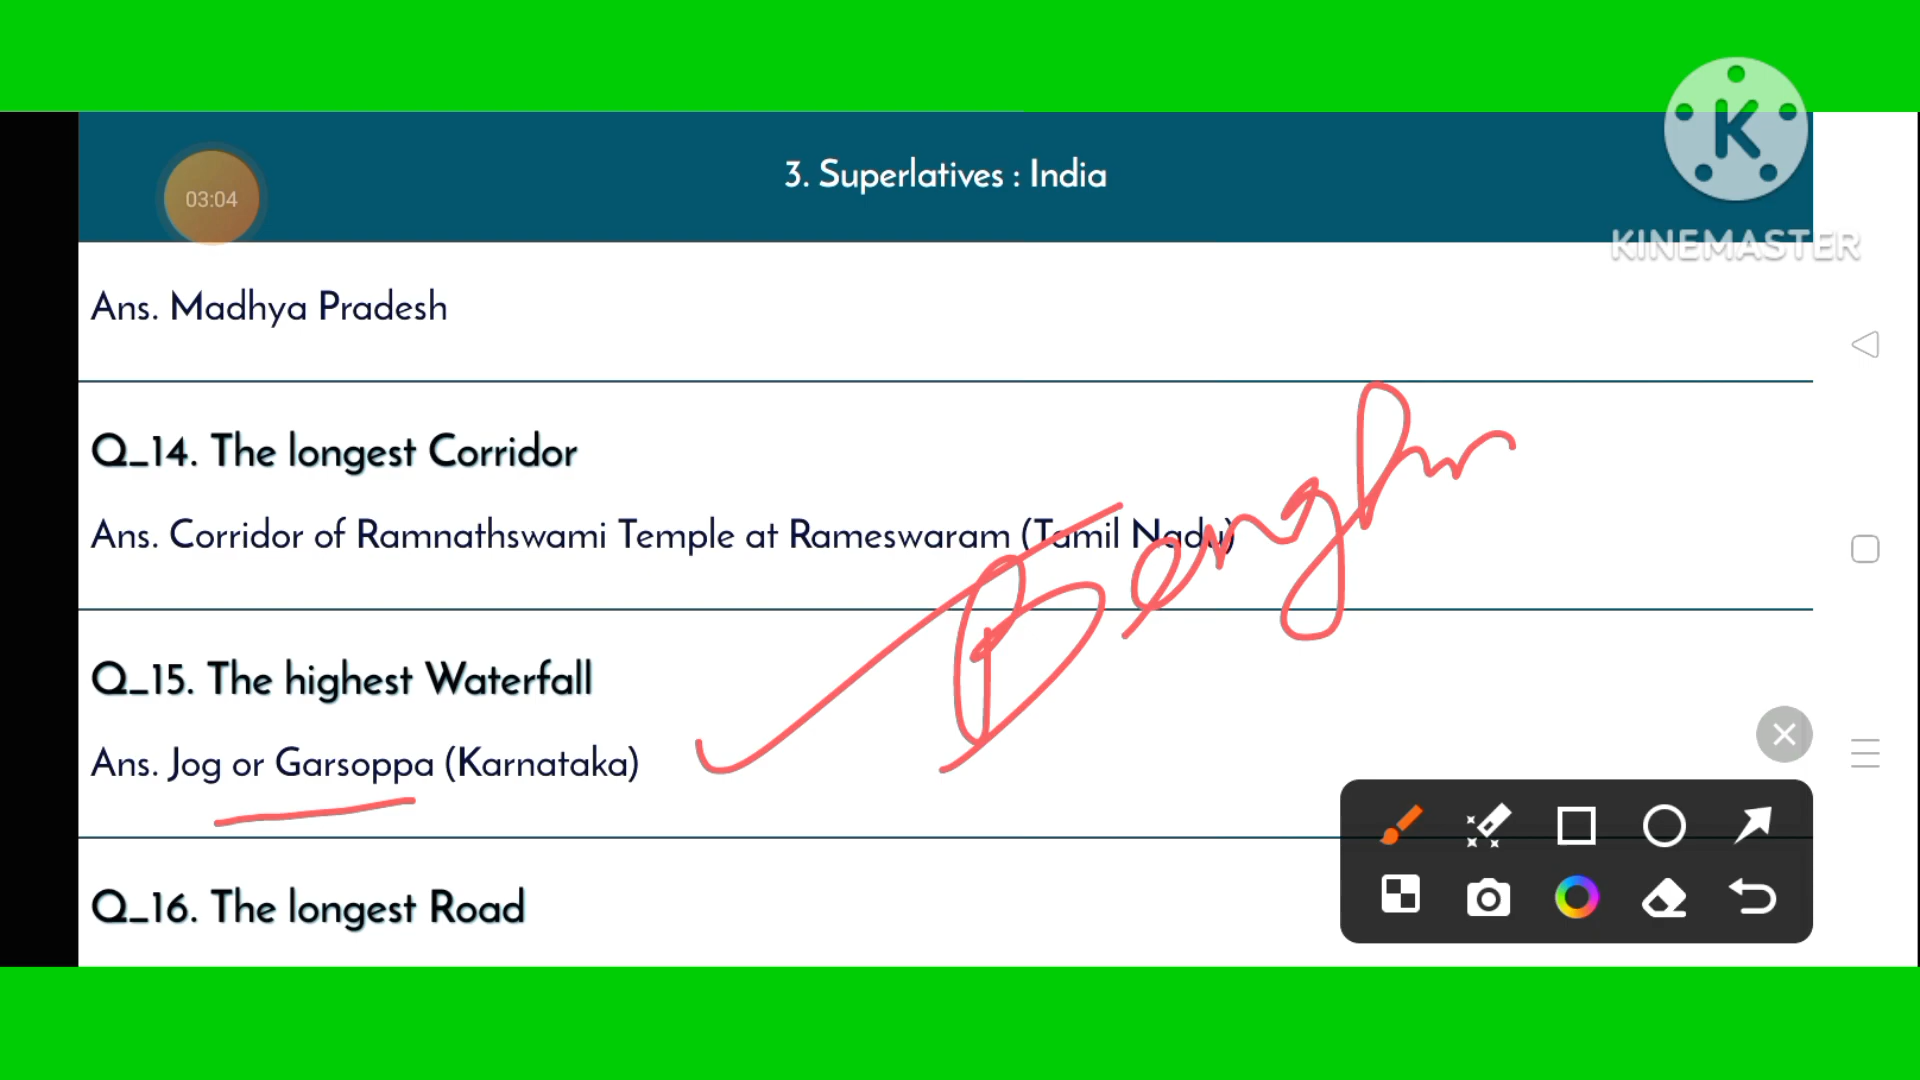 3. Superlatives : India
03:04
KINEMASTER
Ans. Madhya Pradesh
Q_14. The longest Corridor
Ans. Corridor of Ramnathswami Temple at Rameswaram (Tamil Nadu)
Q_15. The highest Waterfall
Ans. Jog or Garsoppa (Karnataka)
Q_16. The longest Road